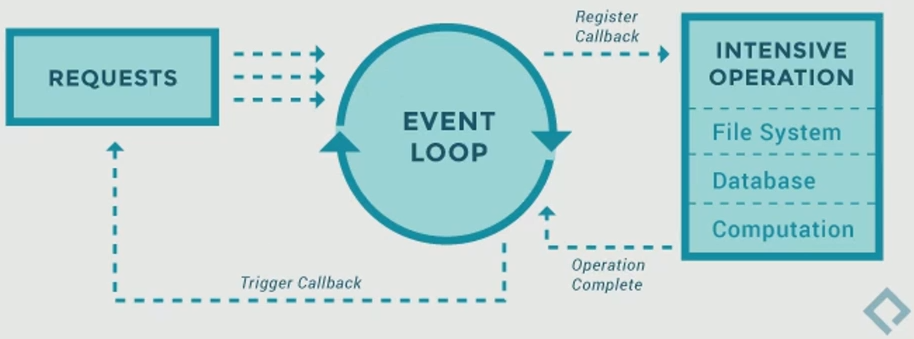 REQUESTS
EVENT
LOOP
Register
Callback
INTENSIVE
OPERATION
File System
Database
Computation
Operation
Complete
Trigger Callback